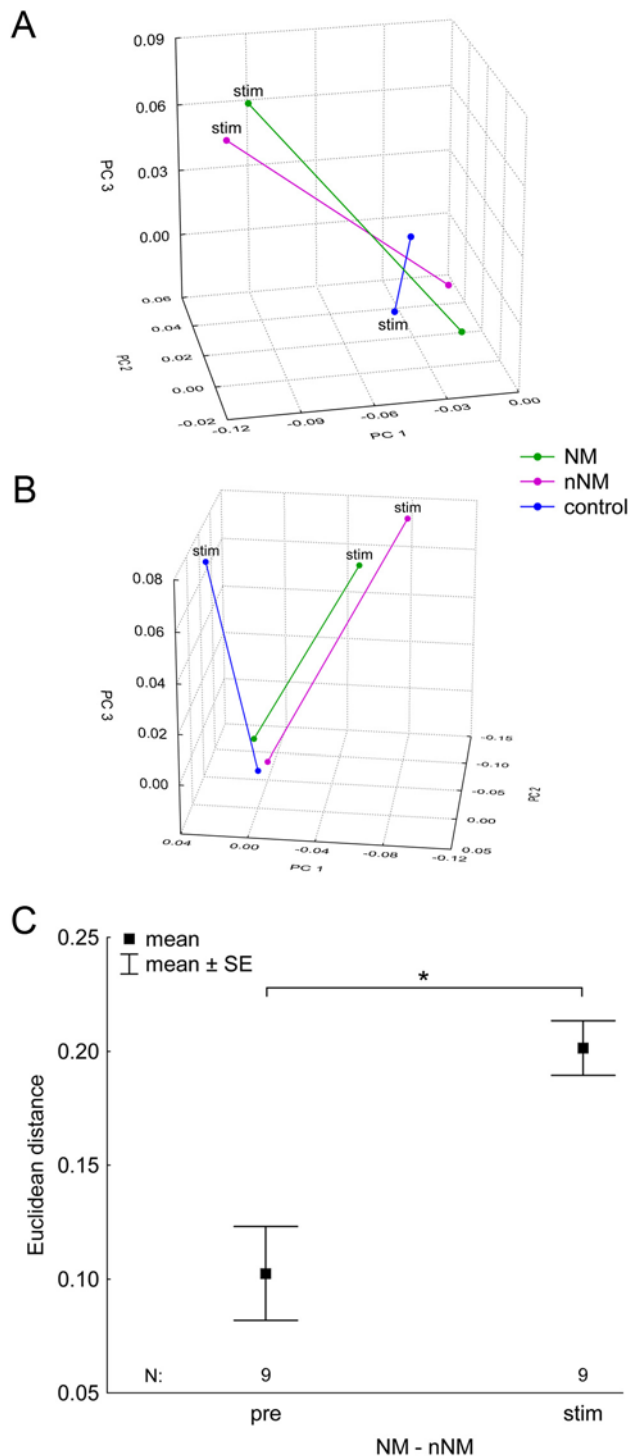 A
0.09
0.06
0.03
0.00
PC 3
stim
stim
stim
0.06
0.04
0.02
0.00
-0.02
PC2
-0.12
-0.09
-0.06
-0.03
0.00
PC 1
NM
nNM
control
B
stim
stim
stim
0.08
0.06
0.04
0.02
0.00
PC 3
0.04
0.00
-0.04
-0.08
-0.12
PC 1
-0.15
-0.10
-0.05
0.00
0.05
PC2
C
mean
mean ± SE
*
0.25
0.20
0.15
0.10
0.05
Euclidean distance
N: 9 9
pre stim
NM - nNM